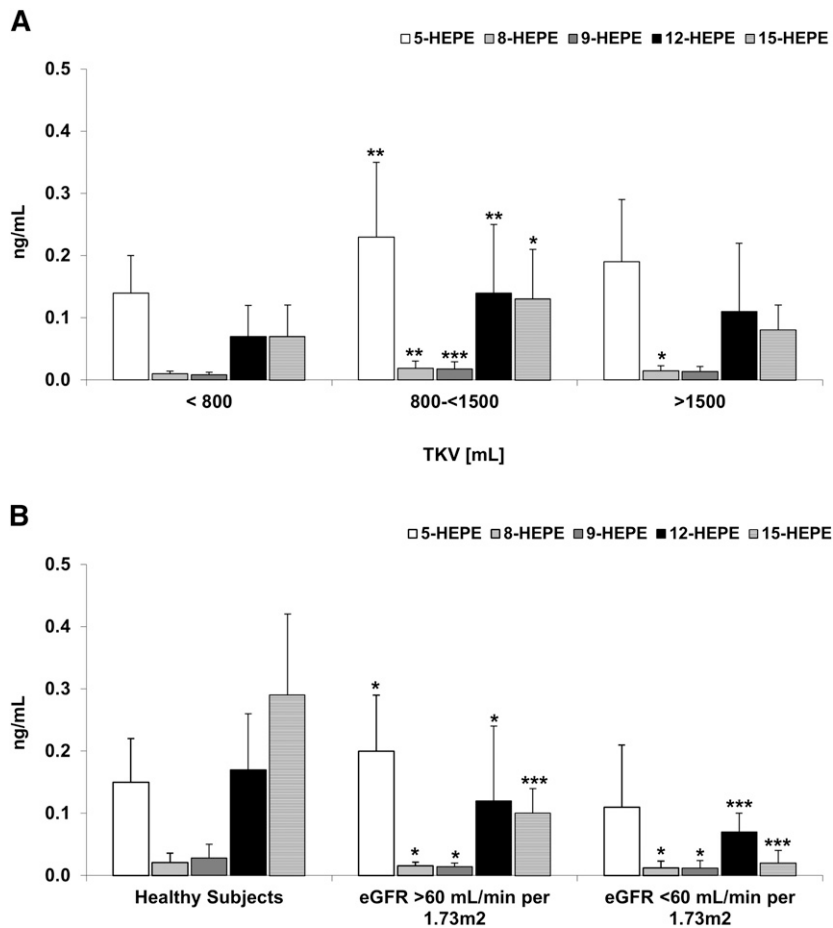 A
5-HEPE 8-HEPE 9-HEPE 12-HEPE 15-HEPE
0.5
0.4
** 
0.3
** *
ng/mL
0.2
0.1
** *** *
0.0
< 800 800-<1500 >1500
TKV [mL]
B
5-HEPE 8-HEPE 9-HEPE 12-HEPE 15-HEPE
0.5
0.4
0.3
* *
ng/mL
0.2
***
0.1
*** ***
* * * *
0.0
Healthy Subjects eGFR >60 mL/min per eGFR <60 mL/min per
1.73m2 1.73m2